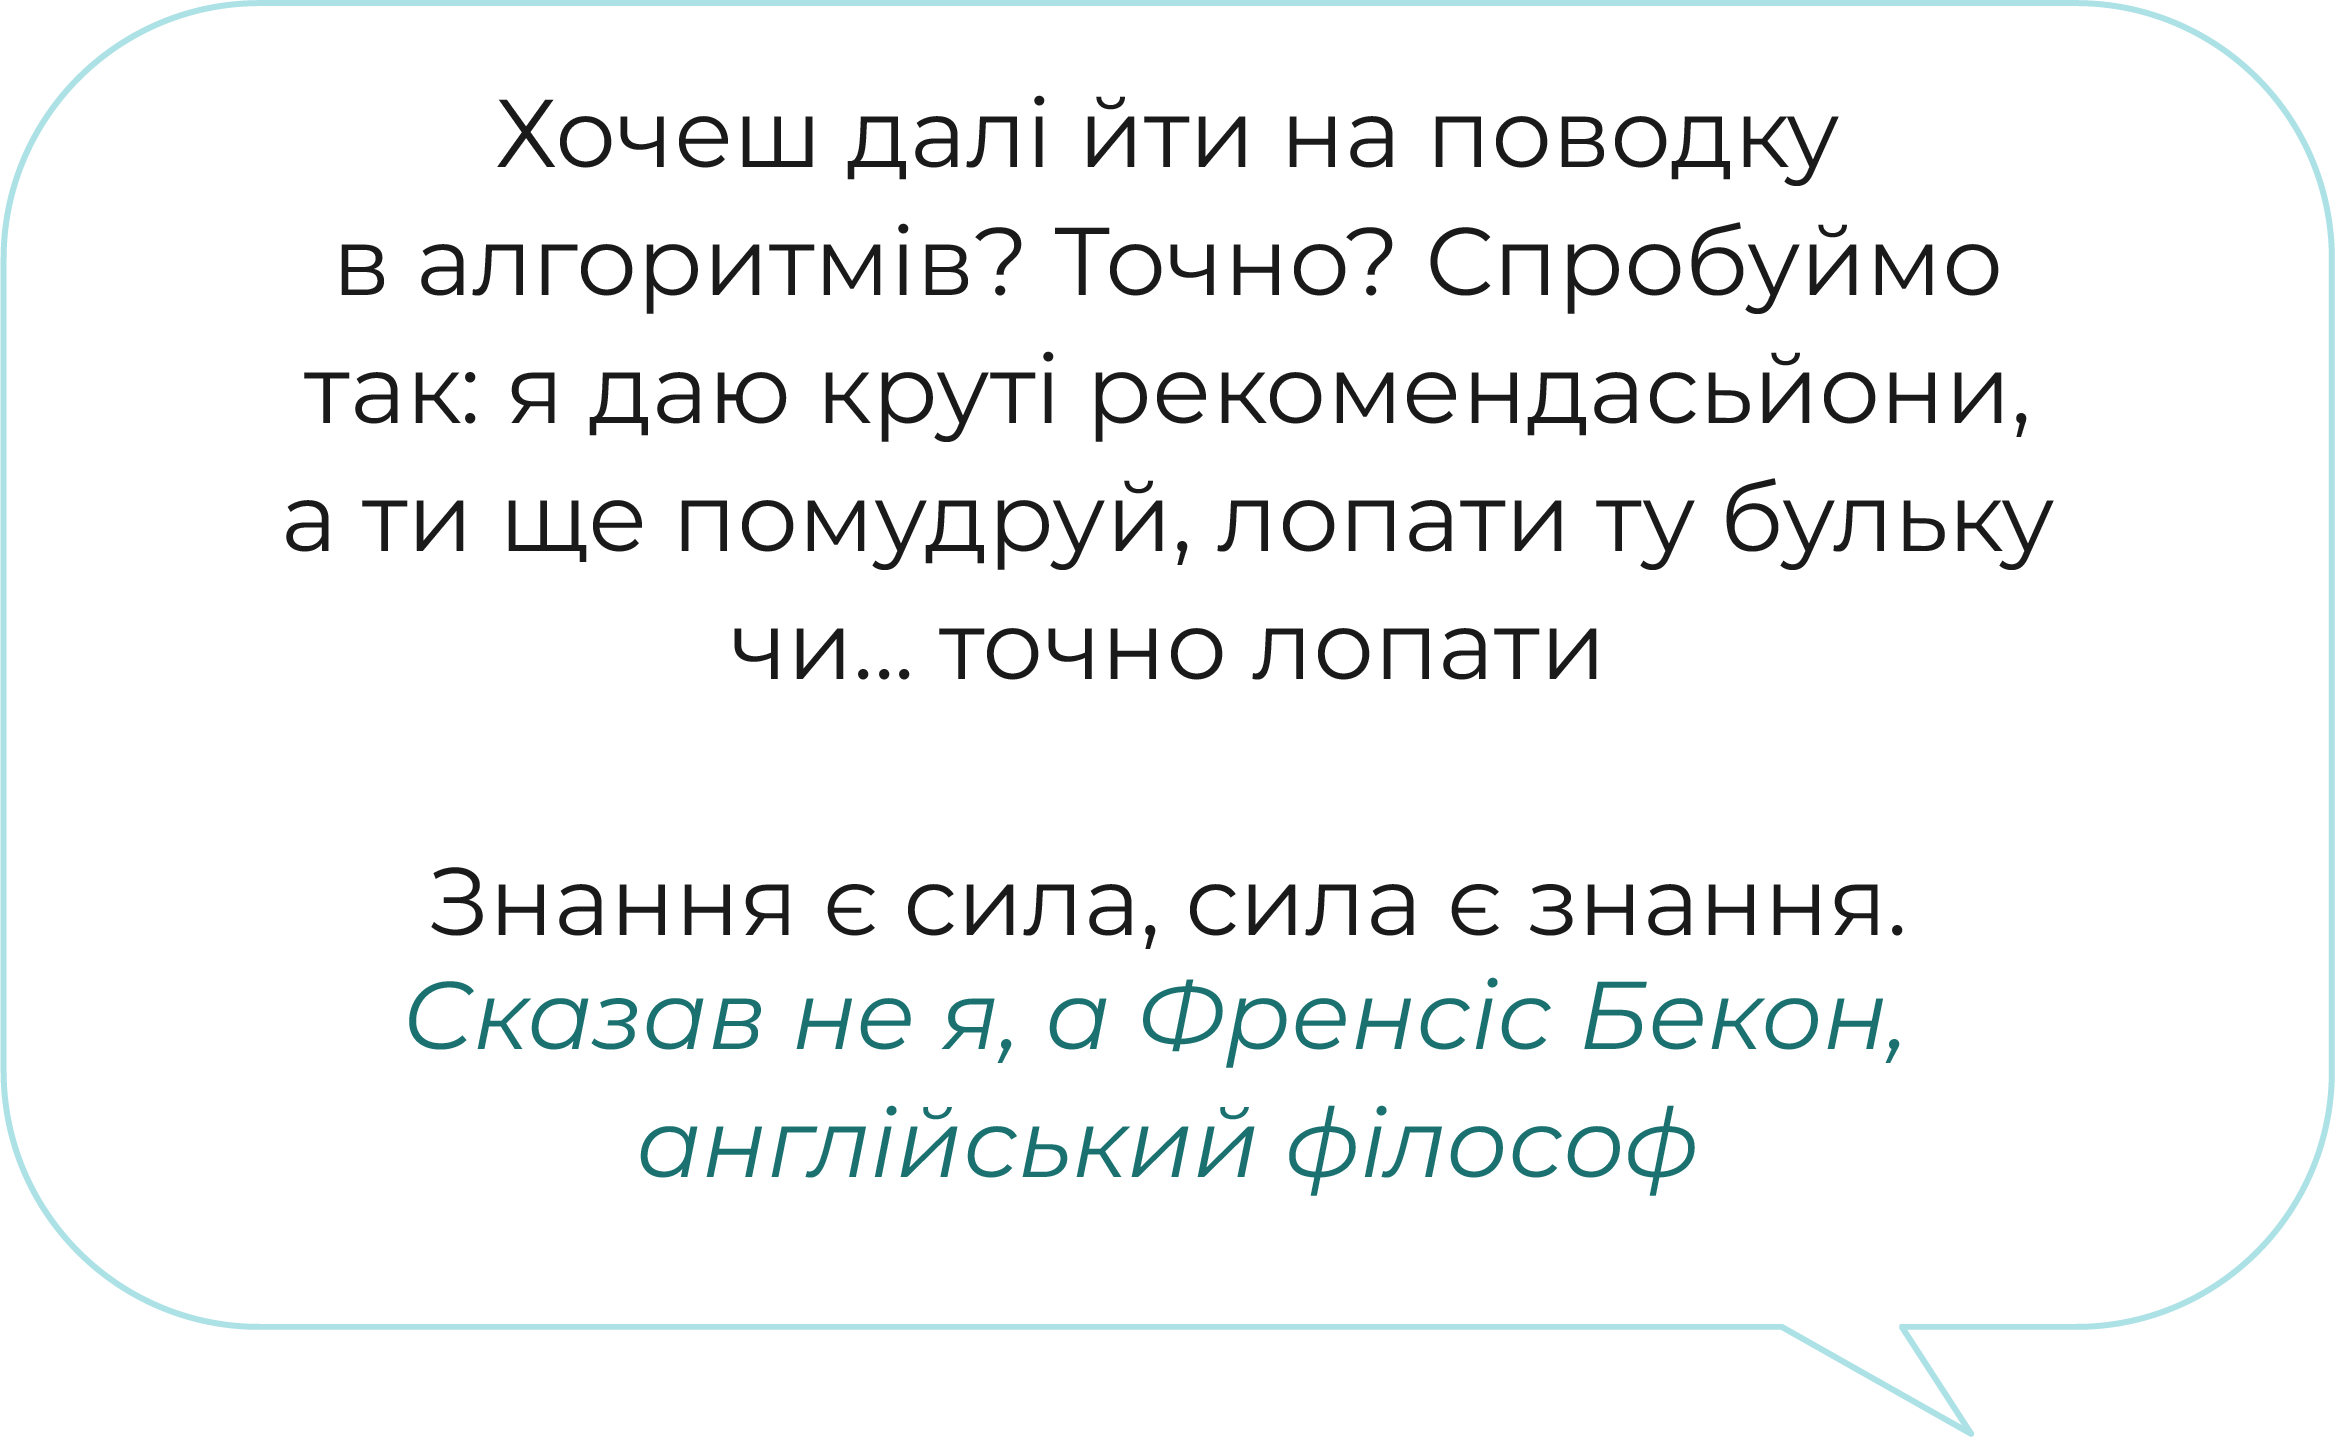 Хочеш далі йти на поводку
в алгоритмів? Точно? Спробуймо
так: я даю круті рекомендасьйони,
а ти ще помудруй, лопати ту бульку
чи... точно лопати
Знання є сила, сила є знання.
Сказав не я, а Френсіс Бекон,
англійський філософ